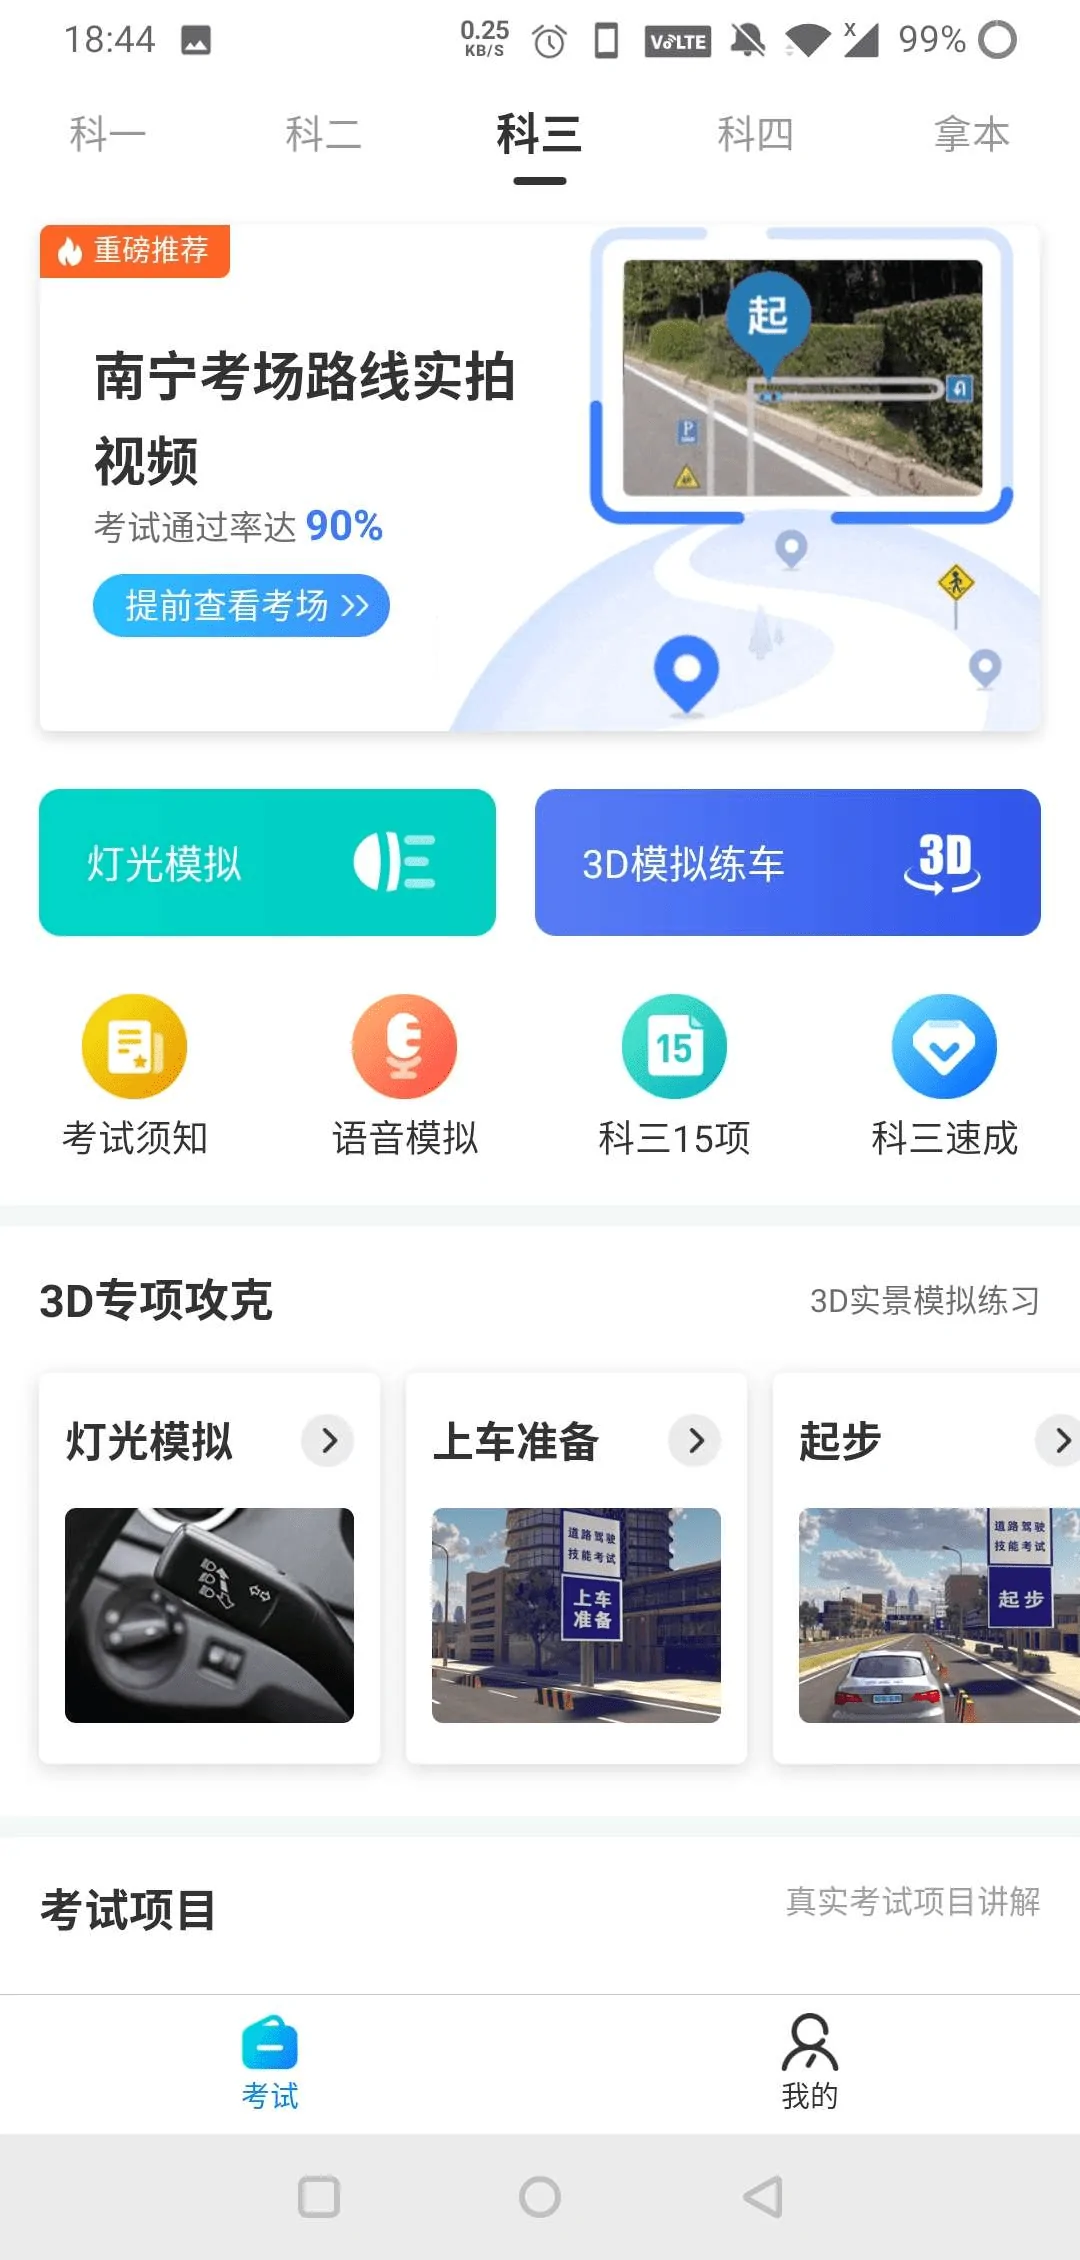 18:44
0.25
KB/S
VoLTE
X
99%
科一
科二
科三
科四
拿本
重磅推荐
南宁考场路线实拍
视频
考试通过率达 90%
提前查看考场
起
P
灯光模拟
3D模拟练车
3D
15
考试须知
语音模拟
科三15项
科三速成
3D专项攻克
3D实景模拟练习
灯光模拟
上车准备
起步
道路驾驶
技能考试
上车
准备
道路驾驶
技能考试
起步
考试项目
真实考试项目讲解
考试
我的